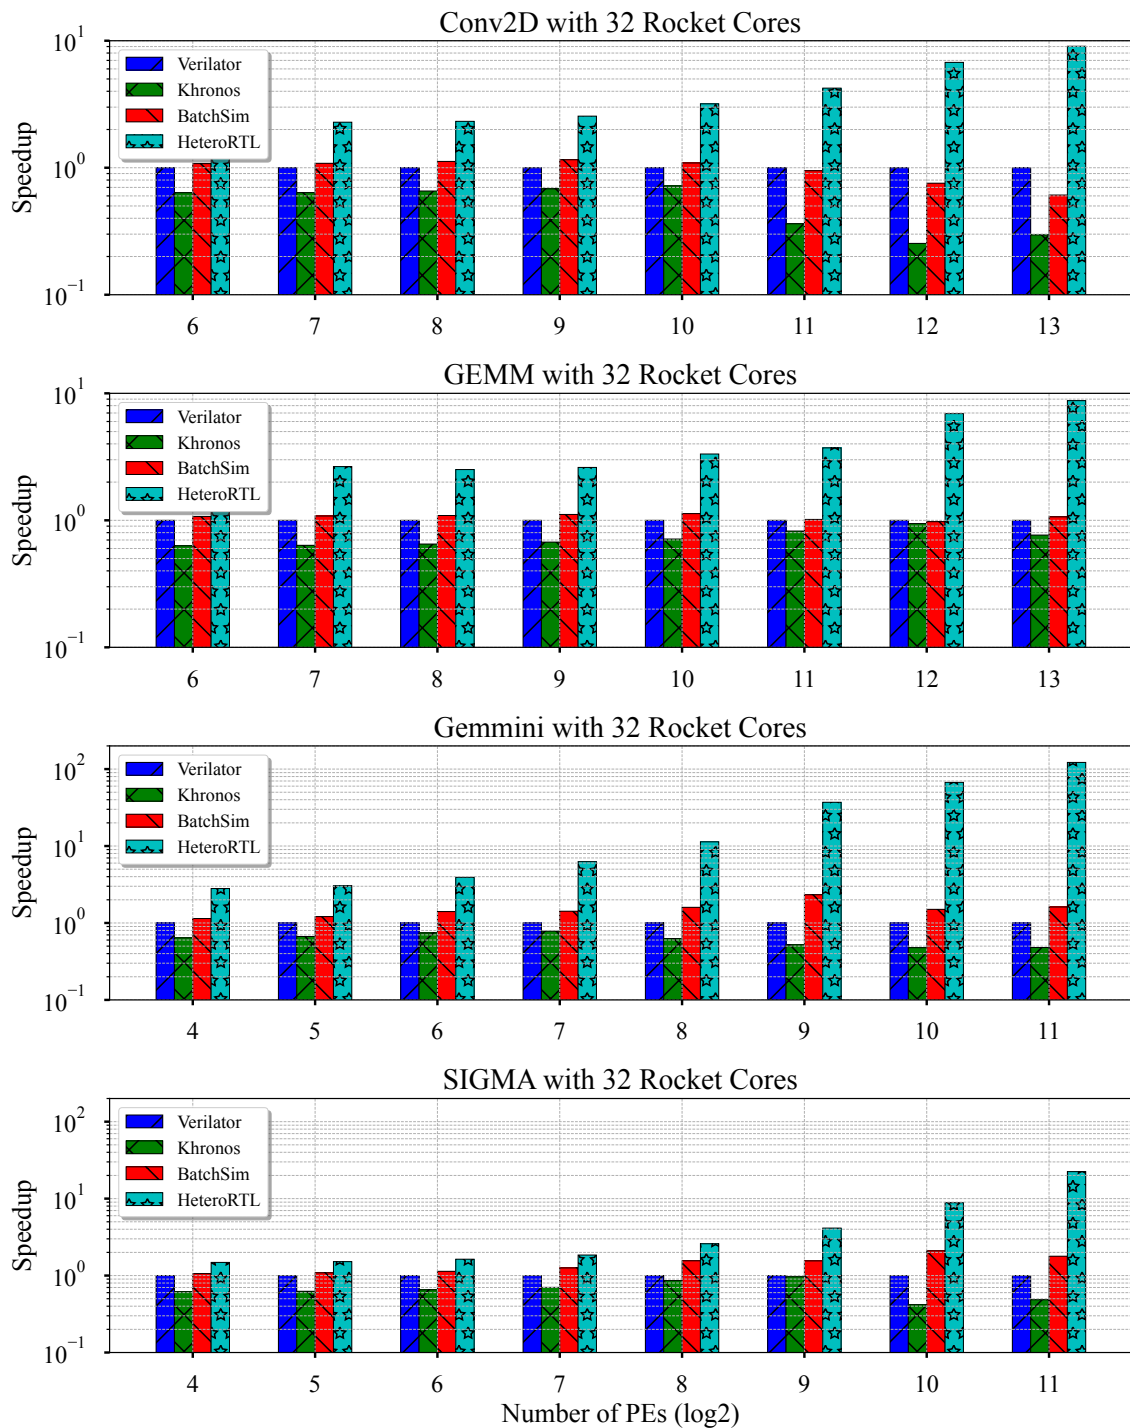 Conv2D with 32 Rocket Cores
Speedup
10^1
10^0
10^−1
Verilator
Khronos
BatchSim
HeteroRTL
6 7 8 9 10 11 12 13
GEMM with 32 Rocket Cores
Speedup
10^1
10^0
10^−1
Verilator
Khronos
BatchSim
HeteroRTL
6 7 8 9 10 11 12 13
Gemmini with 32 Rocket Cores
Speedup
10^2
10^1
10^0
10^−1
Verilator
Khronos
BatchSim
HeteroRTL
4 5 6 7 8 9 10 11
SIGMA with 32 Rocket Cores
Speedup
10^2
10^1
10^0
10^−1
Verilator
Khronos
BatchSim
HeteroRTL
4 5 6 7 8 9 10 11
Number of PEs (log2)